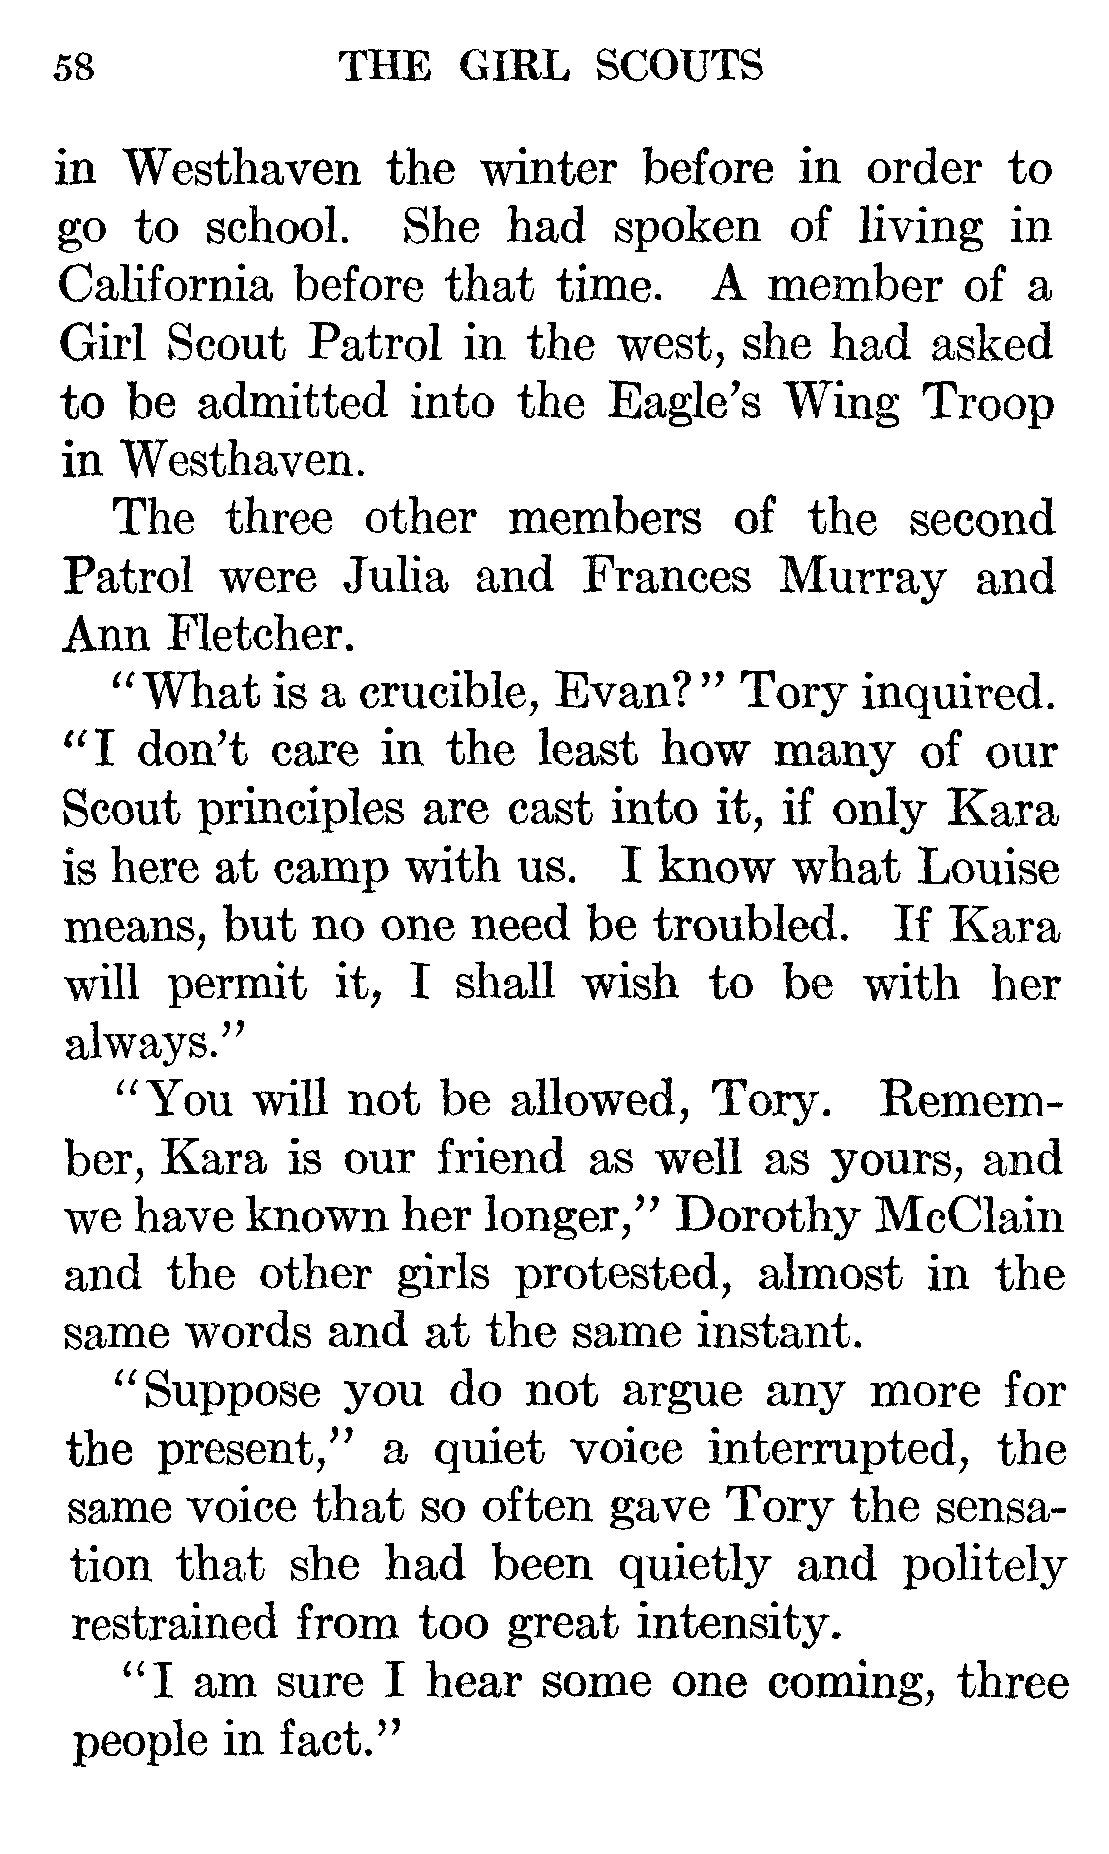 58 THE GIRL SCOUTS
in Westhaven the winter before in order to
go to school. She had spoken of living in
California before that time. A member of a
Girl Scout Patrol in the west, she had asked
to be admitted into the Eagle's Wing Troop
in Westhaven.
The three other members of the second
Patrol were Julia and Frances Murray and
Ann Fletcher.
"What is a crucible, Evan?" Tory inquired.
"I don't care in the least how many of our
Scout principles are cast into it, if only Kara
is here at camp with us. I know what Louise
means, but no one need be troubled. If Kara
will permit it, I shall wish to be with her
always."
"You will not be allowed, Tory. Remem-
ber, Kara is our friend as well as yours, and
we have known her longer," Dorothy McClain
and the other girls protested, almost in the
same words and at the same instant.
"Suppose you do not argue any more for
the present," a quiet voice interrupted, the
same voice that so often gave Tory the sensa-
tion that she had been quietly and politely
restrained from too great intensity.
"I am sure I hear some one coming, three
people in fact."